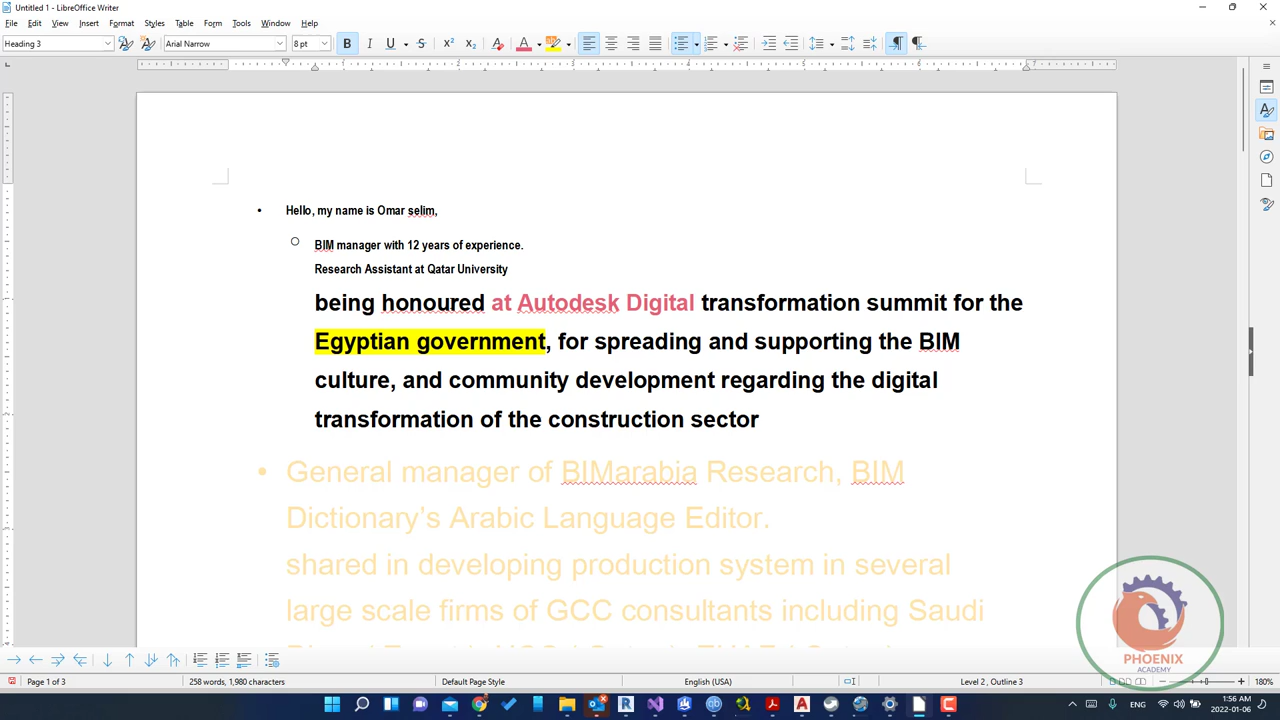 Untitled 1 - LibreOffice Writer
File Edit View Insert Format Styles Table Form Tools Window Help
Heading 3 Arial Narrow 8 pt
Hello, my name is Omar selim,
BIM manager with 12 years of experience.
Research Assistant at Qatar University
being honoured at Autodesk Digital transformation summit for the
Egyptian government, for spreading and supporting the BIM
culture, and community development regarding the digital
transformation of the construction sector
General manager of BIMarabia Research, BIM
Dictionary’s Arabic Language Editor.
shared in developing production system in several
large scale firms of GCC consultants including Saudi
PHOENIX
ACADEMY
Page 1 of 3 258 words, 1,980 characters Default Page Style English (USA) Level 2 , Outline 3 180%
ENG 1:56 AM
2022-01-06